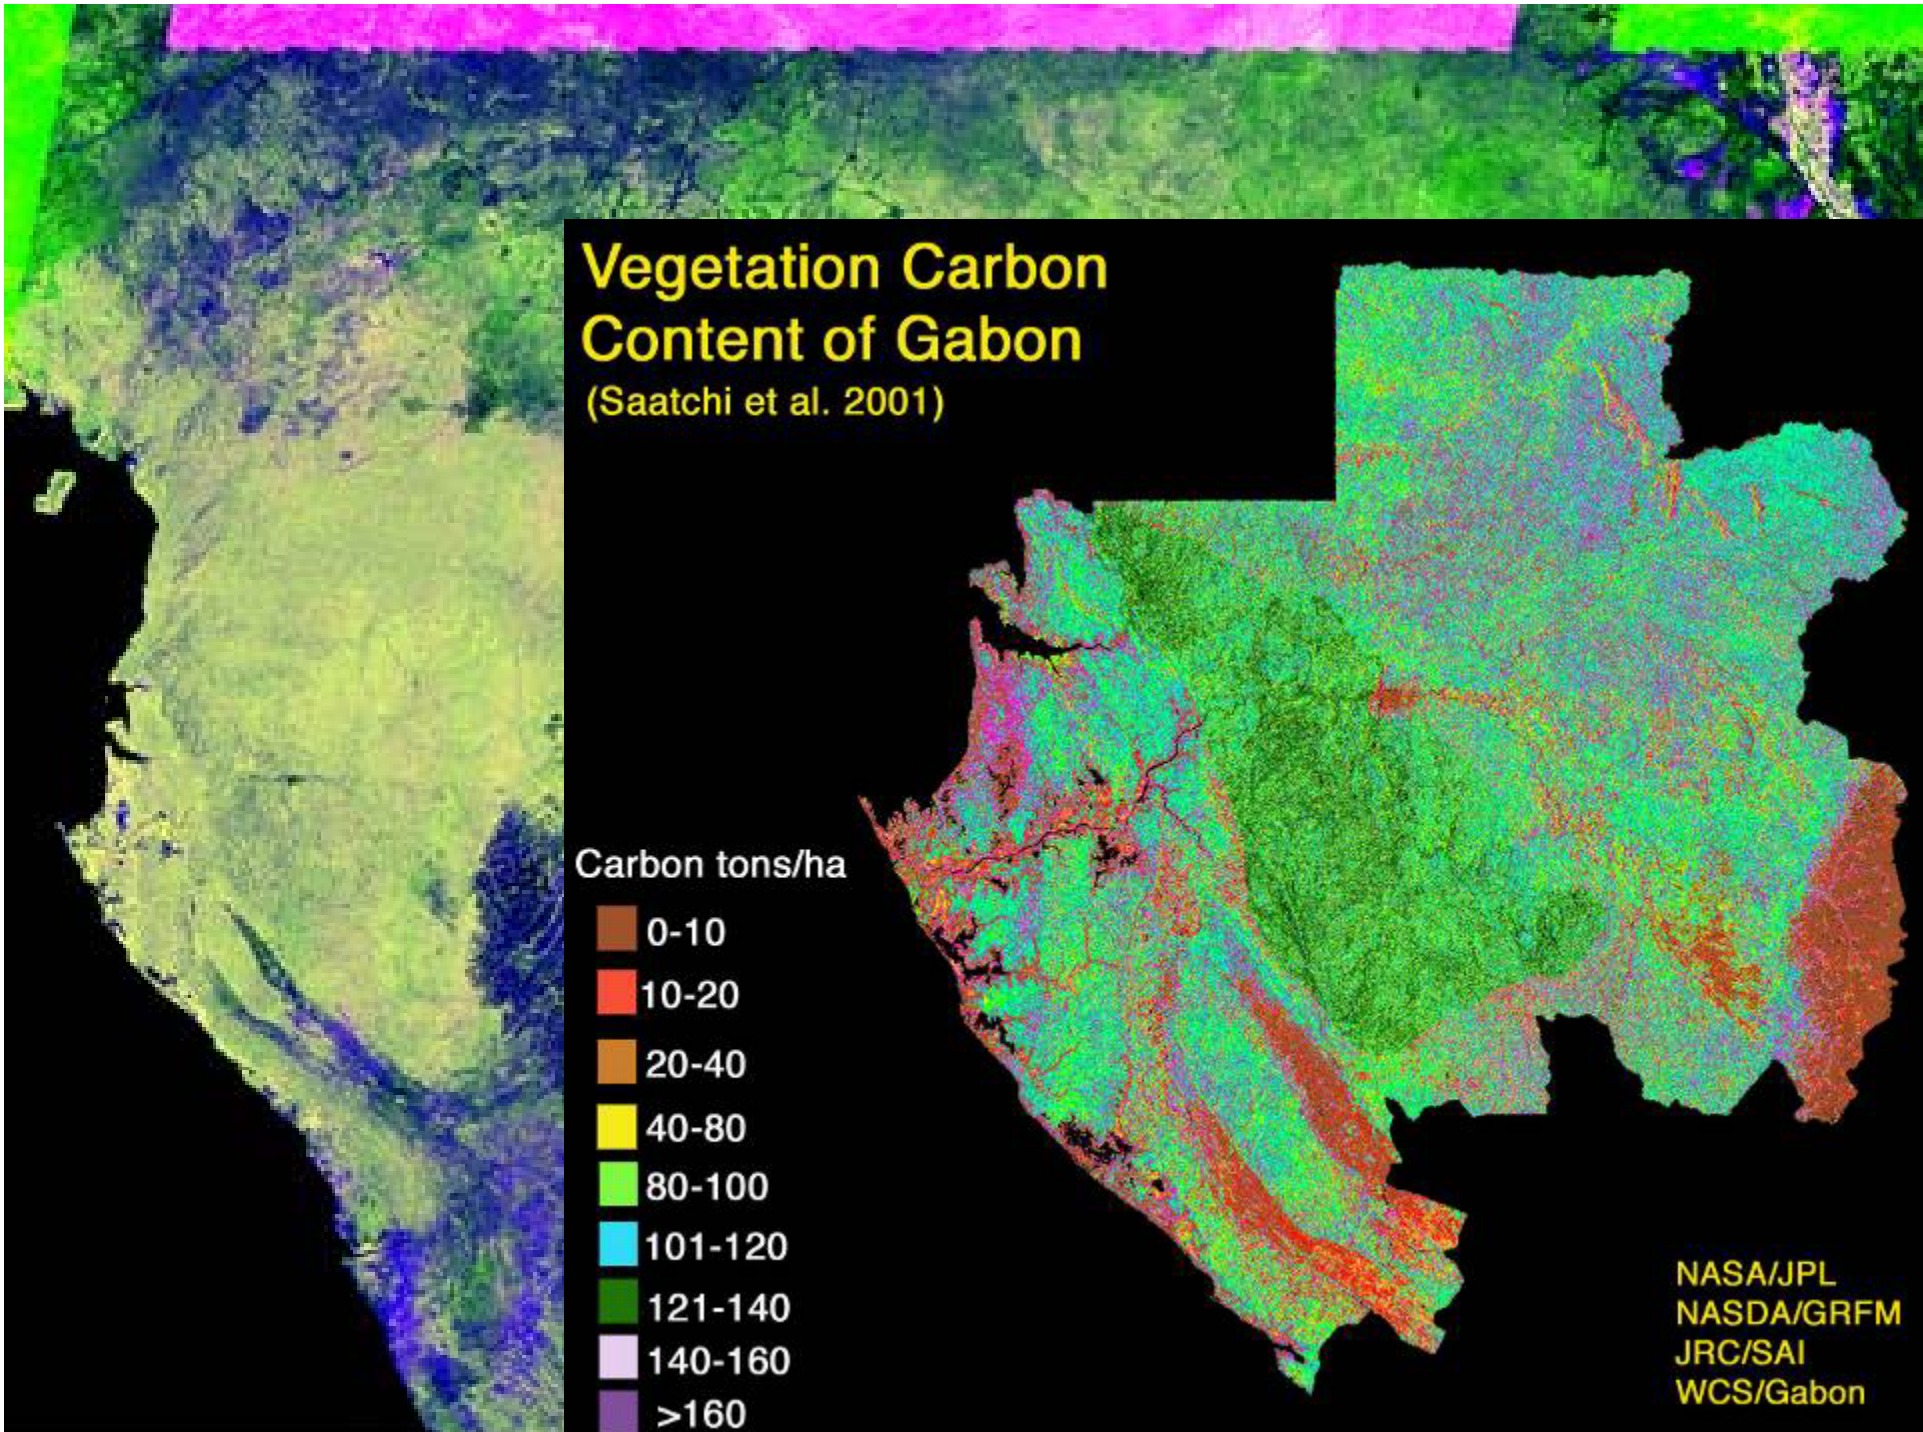 Vegetation Carbon
Content of Gabon
(Saatchi et al. 2001)
Carbon tons/ha
0-10
10-20
20-40
40-80
80-100
101-120
121-140
140-160
>160
NASA/JPL
NASDA/GRFM
JRC/SAI
WCS/Gabon